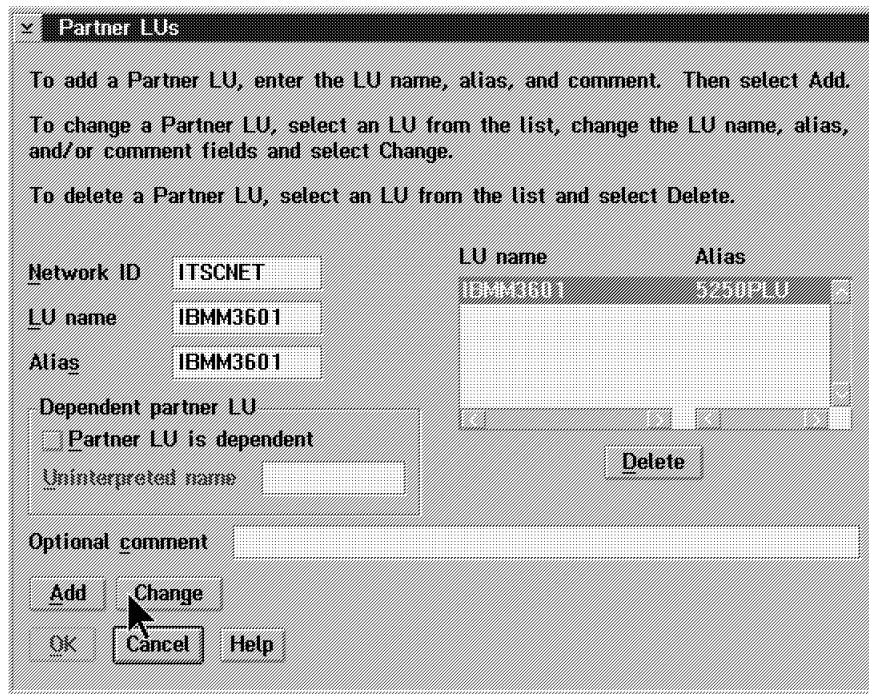 Partner LUs
To add a Partner LU, enter the LU name, alias, and comment. Then select Add.
To change a Partner LU, select an LU from the list, change the LU name, alias,
and/or comment fields and select Change.
To delete a Partner LU, select an LU from the list and select Delete.
LU name Alias
Network ID ITSCNET
IBMM3601 5250PLU
LU name IBMM3601
Alias IBMM3601
Dependent partner LU
Partner LU is dependent
Uninterpreted name
Delete
Optional comment
Add Change
OK Cancel Help